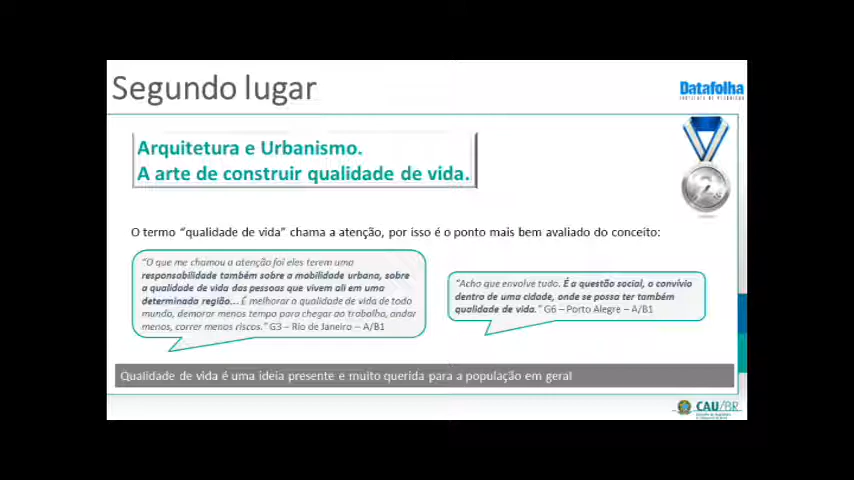 Segundo lugar
Datafolha
INSTITUTO DE PESQUISAS
Arquitetura e Urbanismo.
A arte de construir qualidade de vida.
2
O termo “qualidade de vida” chama a atenção, por isso é o ponto mais bem avaliado do conceito:
“O que me chamou a atenção foi eles terem uma
responsabilidade também sobre a mobilidade urbana, sobre
a qualidade de vida das pessoas que vivem ali em uma
determinada região... É melhorar a qualidade de vida de todo
mundo, demorar menos tempo para chegar ao trabalho, andar
menos, correr menos riscos.” G3 – Rio de Janeiro – A/B1
“Acho que envolve tudo. É a questão social, o convívio
dentro de uma cidade, onde se possa ter também
qualidade de vida.” G6 – Porto Alegre – A/B1
Qualidade de vida é uma ideia presente e muito querida para a população em geral
CAU/BR